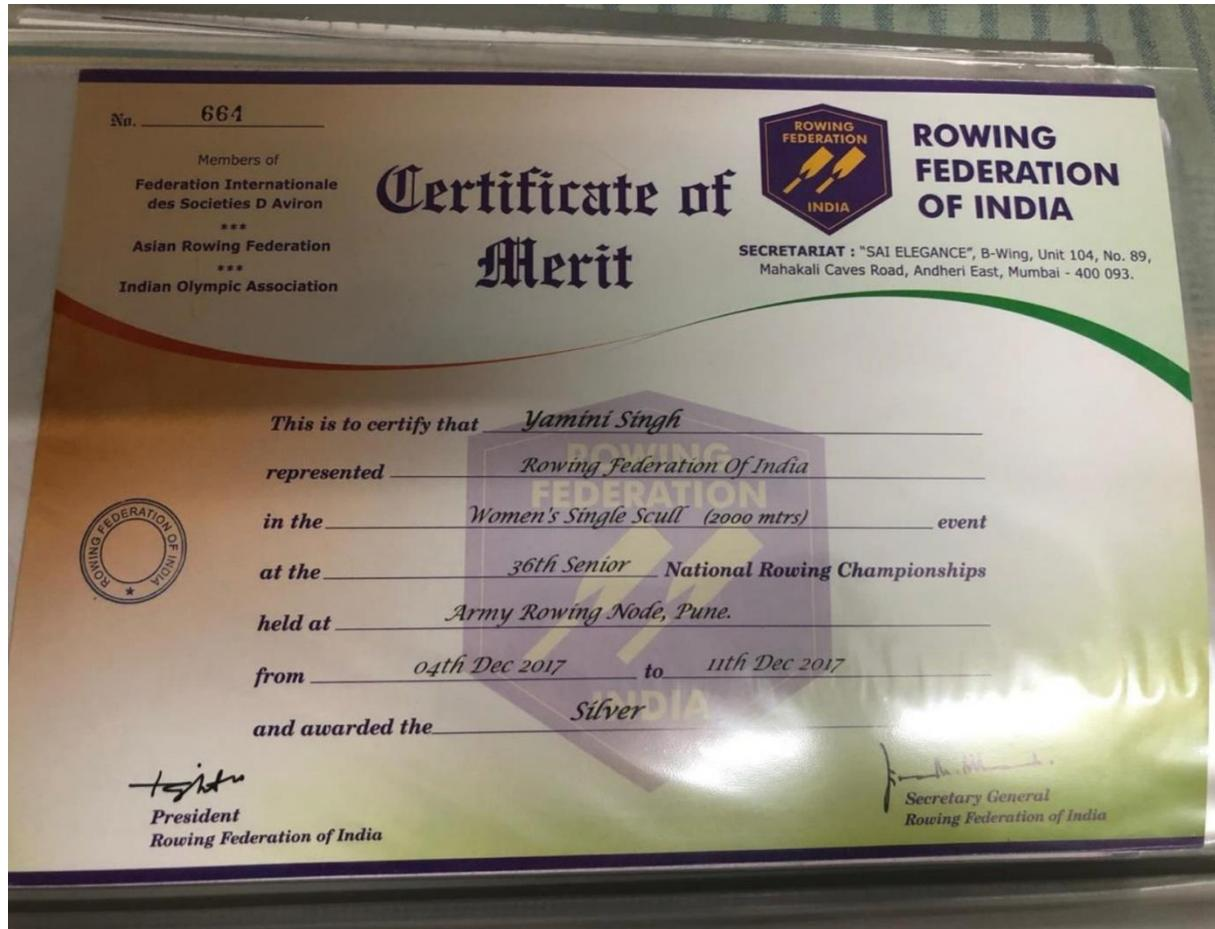 No. 664
Members of
Federation Internationale
des Societies D Aviron
***
Asian Rowing Federation
***
Indian Olympic Association
Certificate of
Merit
ROWING
FEDERATION
INDIA
ROWING
FEDERATION
OF INDIA
SECRETARIAT : "SAI ELEGANCE", B-Wing, Unit 104, No. 89,
Mahakali Caves Road, Andheri East, Mumbai - 400 093.
This is to certify that Yamini Singh
represented Rowing Federation Of India
in the Women's Single Scull (2000 mtrs) event
at the 36th Senior National Rowing Championships
held at Army Rowing Node, Pune.
from 04th Dec 2017 to 11th Dec 2017
and awarded the Silver
ROWING
FEDERATION
INDIA
ROWING FEDERATION OF INDIA
President
Rowing Federation of India
Secretary General
Rowing Federation of India